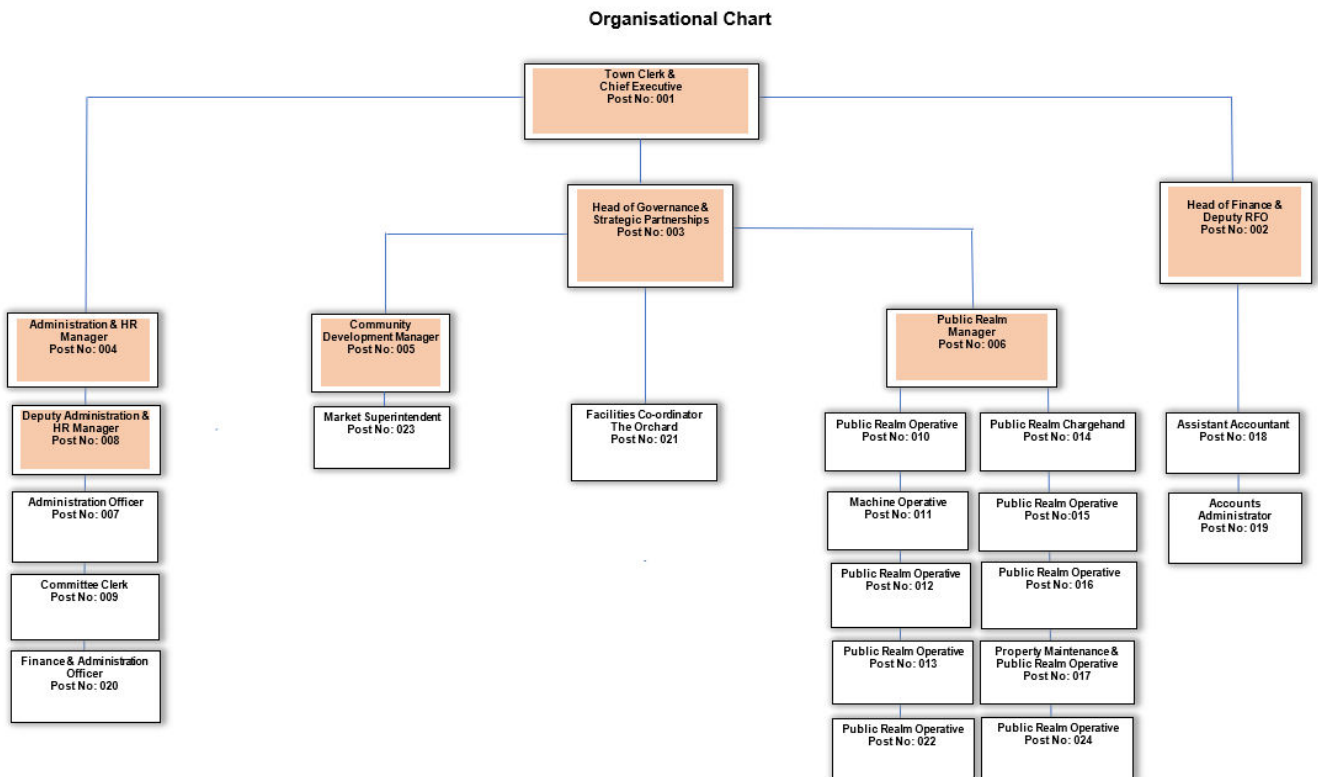 Organisational Chart
Town Clerk &
Chief Executive
Post No: 001
Head of Governance &
Strategic Partnerships
Post No: 003
Head of Finance &
Deputy RFO
Post No: 002
Administration & HR
Manager
Post No: 004
Community
Development Manager
Post No: 005
Public Realm
Manager
Post No: 006
Deputy Administration &
HR Manager
Post No: 008
Market Superintendent
Post No: 023
Facilities Co-ordinator
The Orchard
Post No: 021
Public Realm Operative
Post No: 010
Public Realm Chargehand
Post No: 014
Assistant Accountant
Post No: 018
Administration Officer
Post No: 007
Machine Operative
Post No: 011
Public Realm Operative
Post No:015
Accounts
Administrator
Post No: 019
Committee Clerk
Post No: 009
Public Realm Operative
Post No: 012
Public Realm Operative
Post No: 016
Finance & Administration
Officer
Post No: 020
Public Realm Operative
Post No: 013
Property Maintenance &
Public Realm Operative
Post No: 017
Public Realm Operative
Post No: 022
Public Realm Operative
Post No: 024